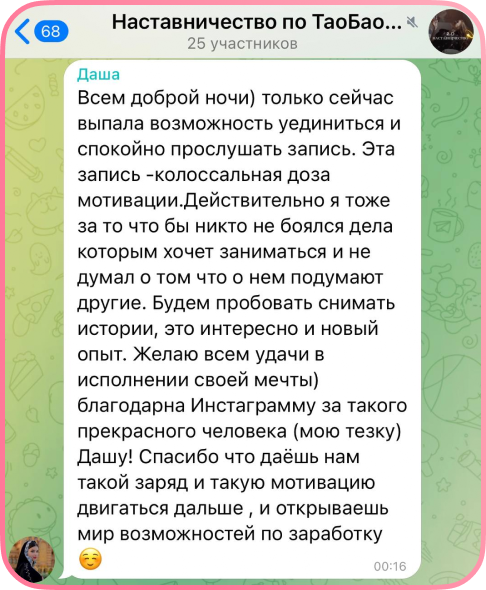 68
Наставничество по ТаоБао...
25 участников
Даша
Всем доброй ночи) только сейчас
выпала возможность уединиться и
спокойно прослушать запись. Эта
запись -колоссальная доза
мотивации.Действительно я тоже
за то что бы никто не боялся дела
которым хочет заниматься и не
думал о том что о нем подумают
другие. Будем пробовать снимать
истории, это интересно и новый
опыт. Желаю всем удачи в
исполнении своей мечты)
благодарна Инстаграмму за такого
прекрасного человека (мою тезку)
Дашу! Спасибо что даёшь нам
такой заряд и такую мотивацию
двигаться дальше , и открываешь
мир возможностей по заработку
☺️
00:16